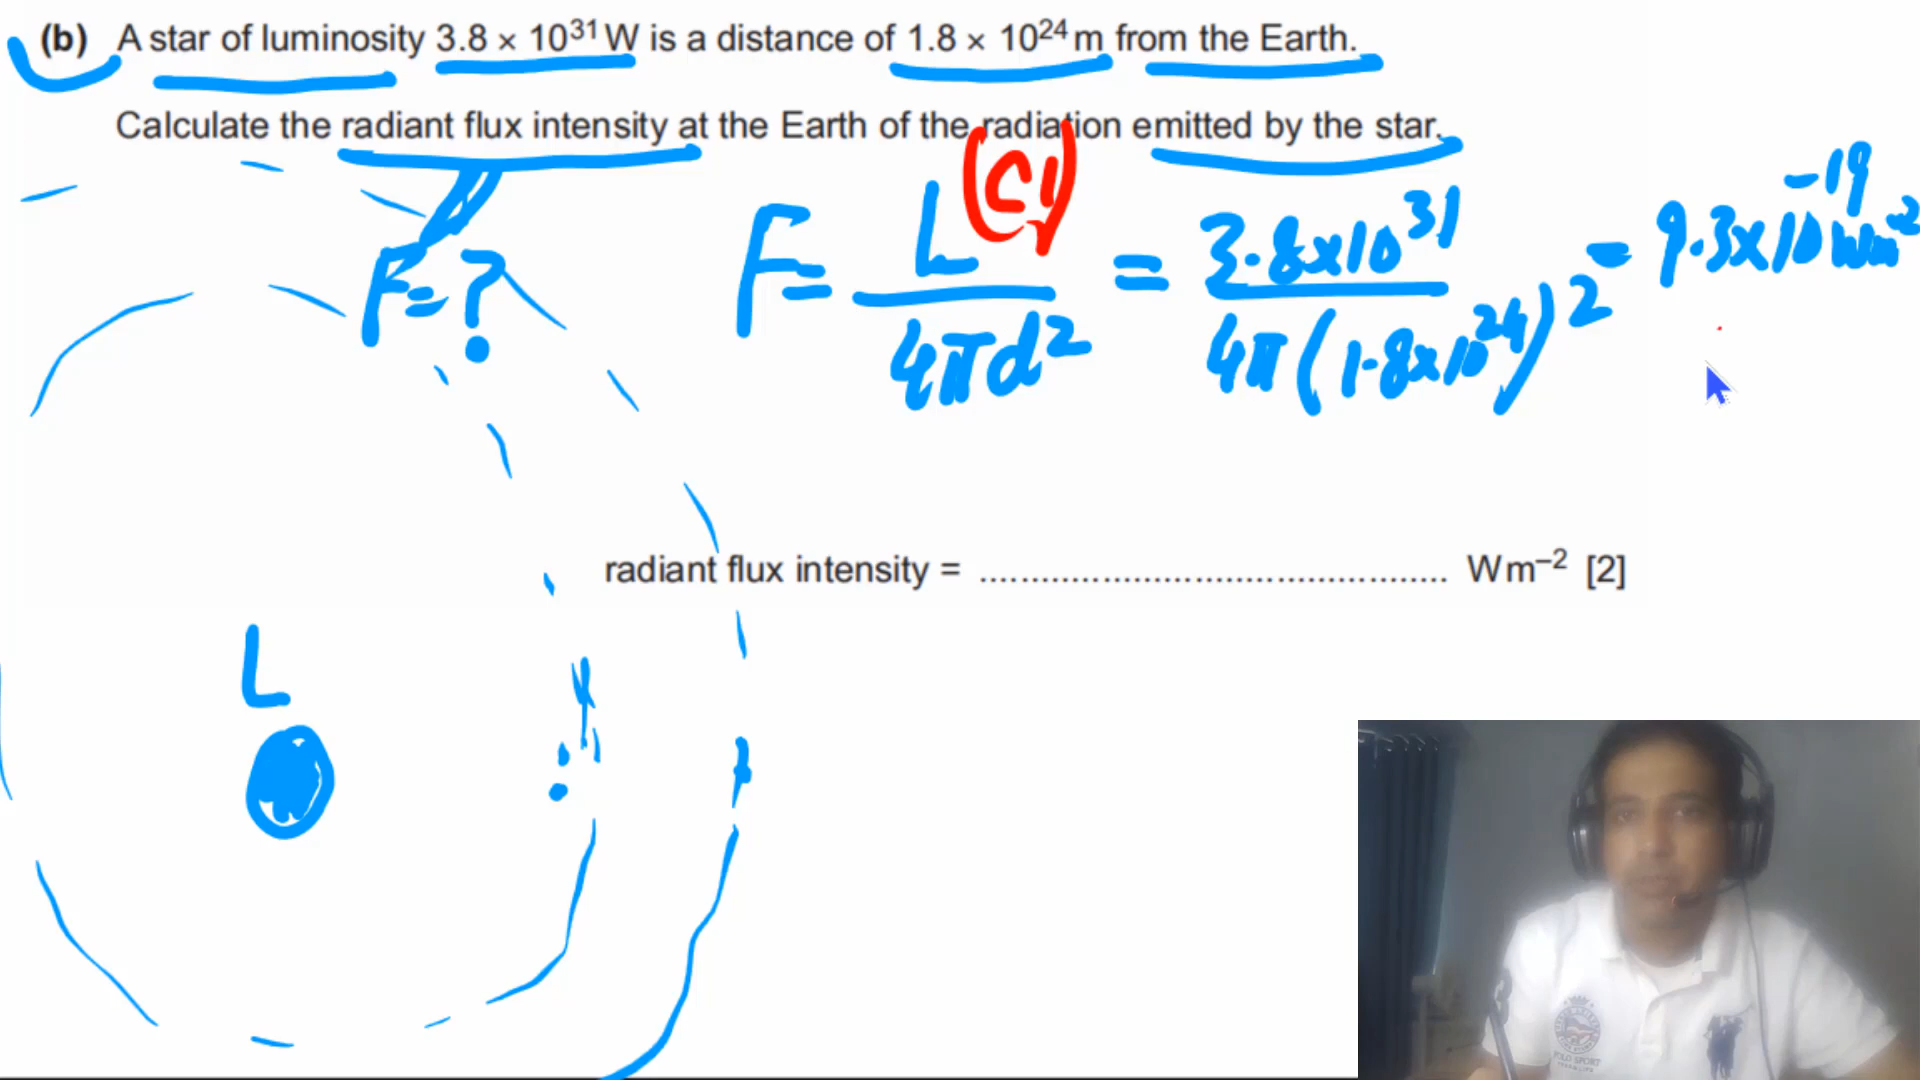 (b) A star of luminosity 3.8 × 10³¹ W is a distance of 1.8 × 10²⁴ m from the Earth.
Calculate the radiant flux intensity at the Earth of the radiation emitted by the star.
F=?
F = L / 4πd² = 3.8×10³¹ / 4π(1.8×10²⁴)² = 9.3×10⁻¹⁹ Wm⁻²
(C1)
radiant flux intensity = .............................................. W m⁻² [2]
L